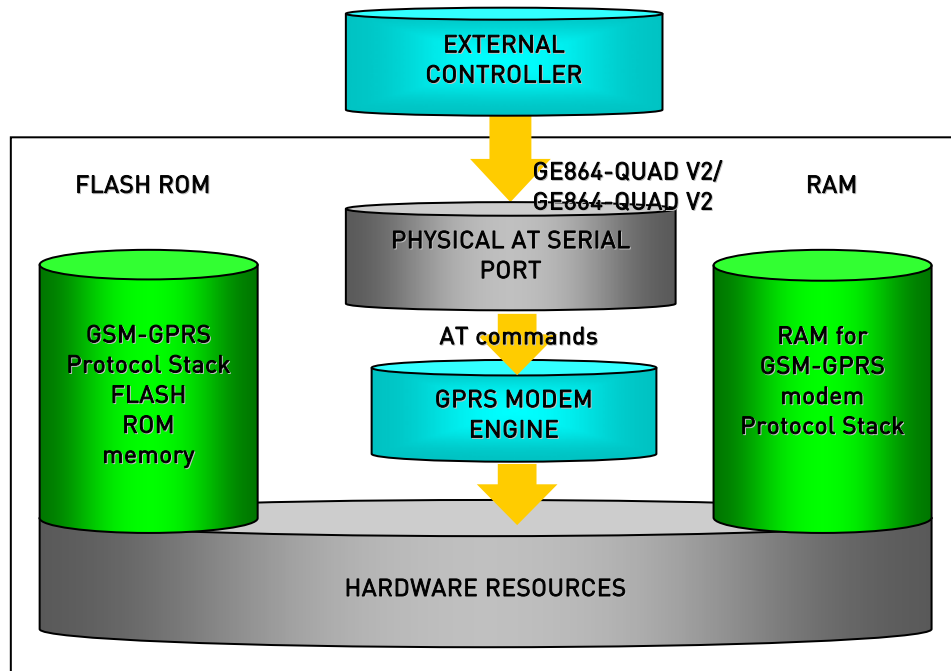 EXTERNAL
CONTROLLER
FLASH ROM
GE864-QUAD V2/
GE864-QUAD V2
RAM
PHYSICAL AT SERIAL
PORT
GSM-GPRS
Protocol Stack
FLASH
ROM
memory
AT commands
RAM for
GSM-GPRS
modem
Protocol Stack
GPRS MODEM
ENGINE
HARDWARE RESOURCES